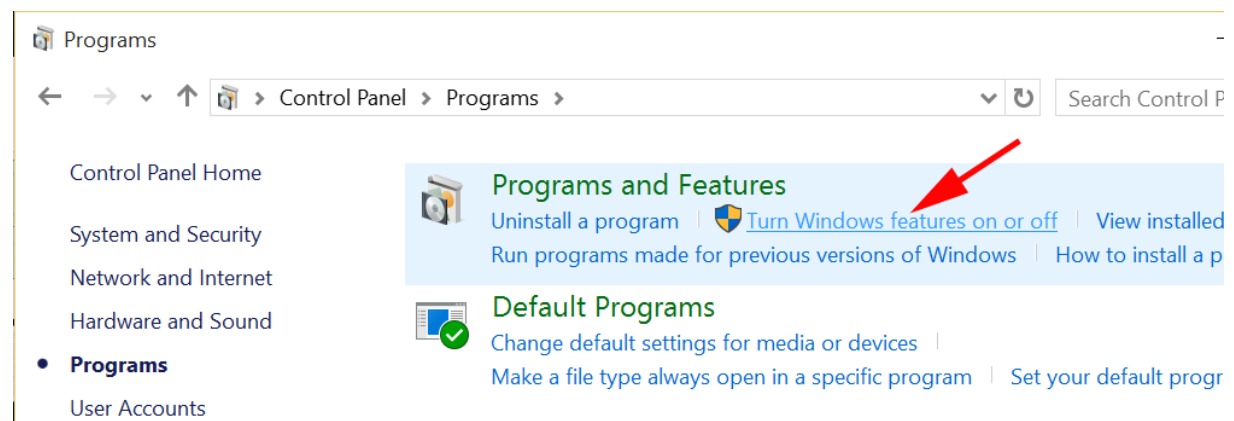 Programs
Control Panel > Programs >
Search Control P
Control Panel Home
System and Security
Network and Internet
Hardware and Sound
Programs
User Accounts
Programs and Features
Uninstall a program
Turn Windows features on or off
View installed
Run programs made for previous versions of Windows
How to install a p
Default Programs
Change default settings for media or devices
Make a file type always open in a specific program
Set your default progr